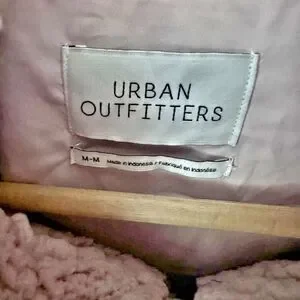 URBAN
OUTFITTERS
M-M Made in Indonesia • Fabriqué en Indonésie